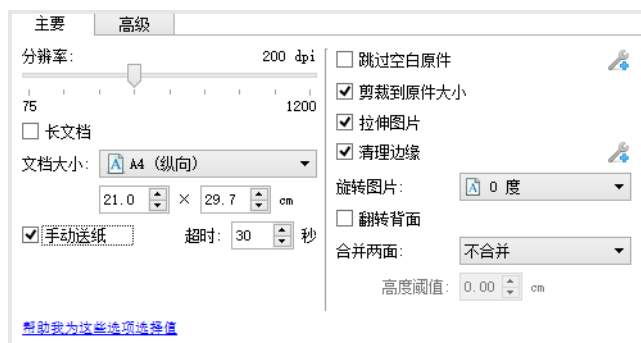 主要 高级
分辨率: 200 dpi
75 1200
长文档
文档大小: A4 (纵向)
21.0 × 29.7 cm
手动送纸 超时: 30 秒
帮助我为这些选项选择值
跳过空白原件
剪裁到原件大小
拉伸图片
清理边缘
旋转图片: 0 度
翻转背面
合并两面: 不合并
高度阈值: 0.00 cm